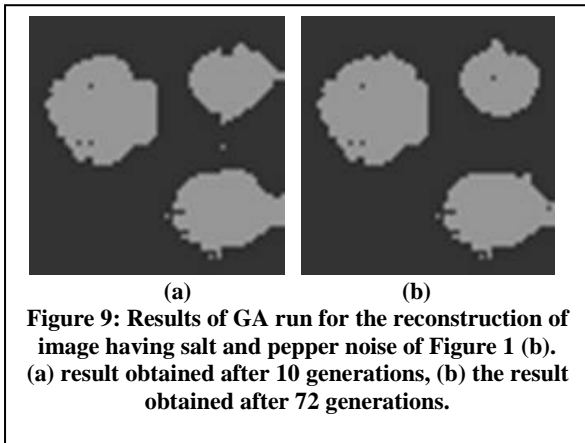 (a) (b)
Figure 9: Results of GA run for the reconstruction of
image having salt and pepper noise of Figure 1 (b).
(a) result obtained after 10 generations, (b) the result
obtained after 72 generations.